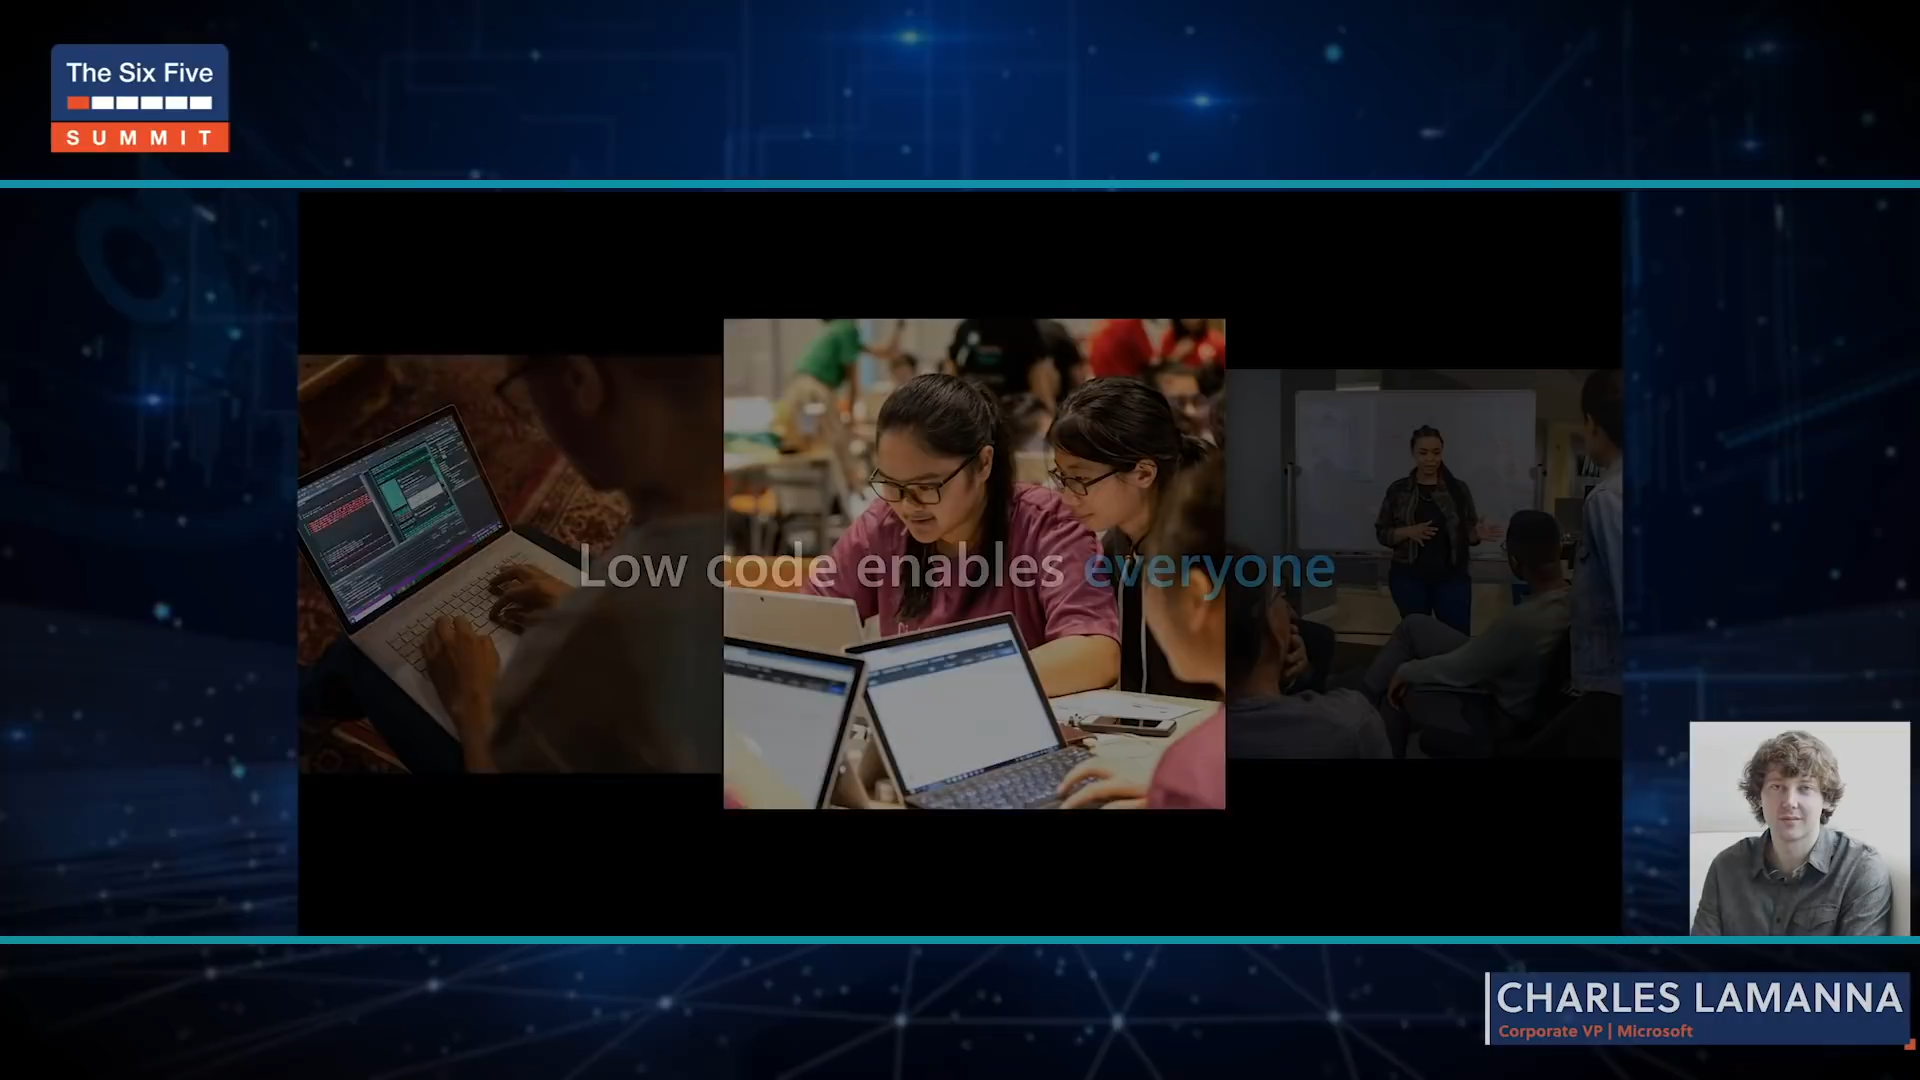 The Six Five
SUMMIT
Low code enables everyone
CHARLES LAMANNA
Corporate VP | Microsoft